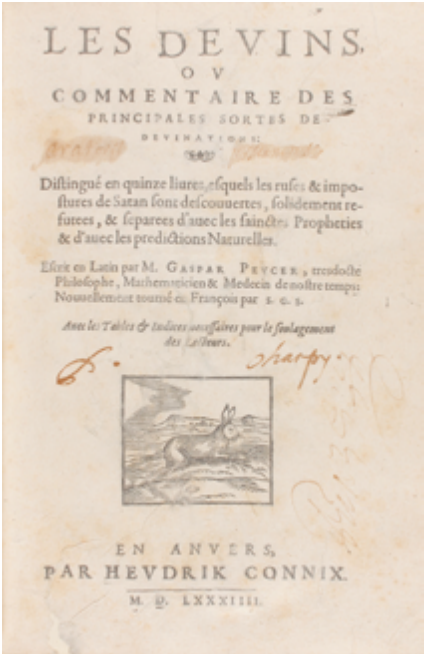 LES DEVINS,
OV
COMMENTAIRE DES
PRINCIPALES SORTES DE
DEVINATIONS:
Distingué en quinze liures, esquels les ruses & impo-
stures de Satan sont descouuertes, solidement re-
futees, & separees d'auec les sainctes Propheties
& d'auec les predictions Naturelles.
Escrit en Latin par M. GASPAR PEVCER, tresdocte
Philosophe, Mathematicien & Medecin de nostre temps:
Nouuellement tourné en François par S. G. S.
Auec les Tables & Indices necessaires pour le soulagement
des Lecteurs.
charpy.
EN ANVERS,
PAR HEVDRIK CONNIX.
M. D. LXXXIIII.